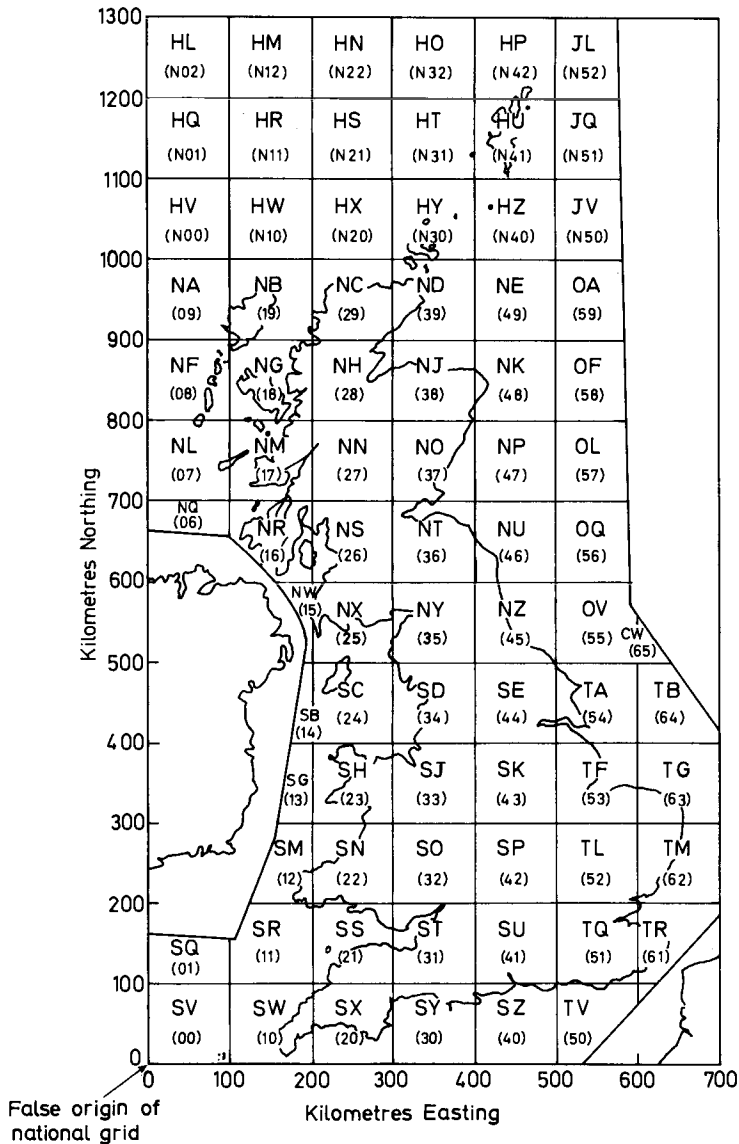 1300
HL HM HN HO HP JL
(N02) (N12) (N22) (N32) (N42) (N52)
1200
HQ HR HS HT HU JQ
(N01) (N11) (N21) (N31) (N41) (N51)
1100
HV HW HX HY HZ JV
(N00) (N10) (N20) (N30) (N40) (N50)
1000
NA NB NC ND NE OA
(09) (19) (29) (39) (49) (59)
900
NF NG NH NJ NK OF
(08) (18) (28) (38) (48) (58)
800
NL NM NN NO NP OL
(07) (17) (27) (37) (47) (57)
700
NQ
(06)
NR NS NT NU OQ
(16) (26) (36) (46) (56)
600
NW NX NY NZ OV CW
(15) (25) (35) (45) (55) (65)
500
SB SC SD SE TA TB
(14) (24) (34) (44) (54) (64)
400
SG SH SJ SK TF TG
(13) (23) (33) (43) (53) (63)
300
SM SN SO SP TL TM
(12) (22) (32) (42) (52) (62)
200
SQ SR SS ST SU TQ TR
(01) (11) (21) (31) (41) (51) (61)
100
SV SW SX SY SZ TV
(00) (10) (20) (30) (40) (50)
0
0 100 200 300 400 500 600 700
Kilometres Northing
Kilometres Easting
False origin of
national grid